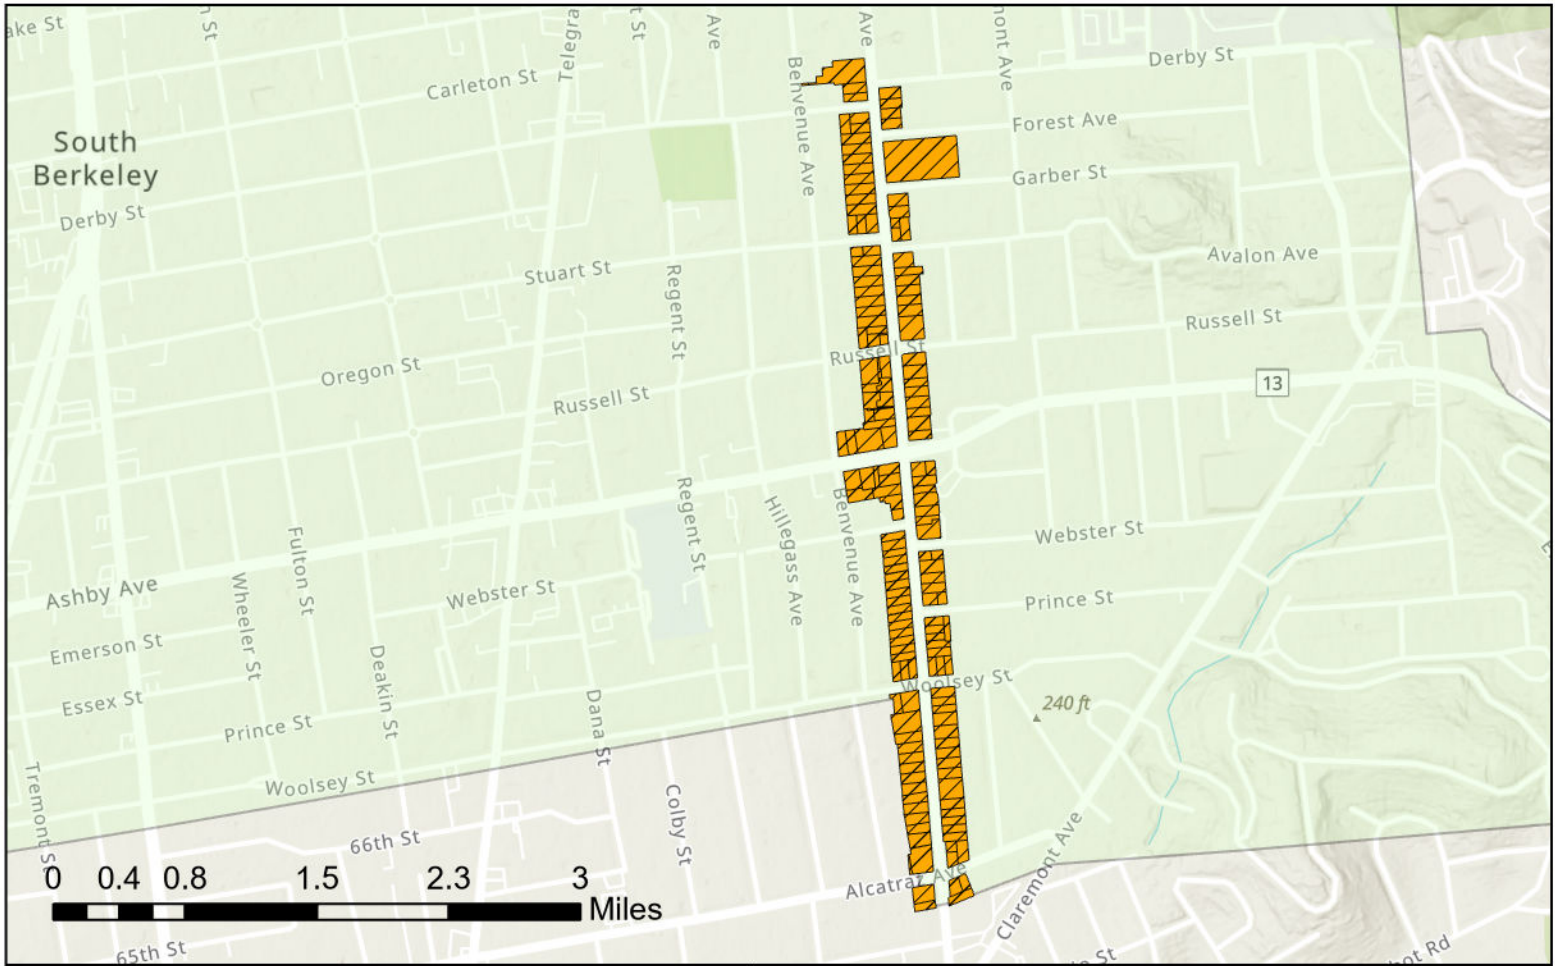 ake St
St
t St
Ave
Ave
mont Ave
Derby St
Carleton St
Telegra
Benvenue Ave
Forest Ave
South
Berkeley
Garber St
Derby St
Stuart St
Regent St
Avalon Ave
Russell St
Russell St
Oregon St
Russell St
13
Regent St
Hillegass Ave
Benvenue Ave
Webster St
Fulton St
Ashby Ave
Wheeler St
Webster St
Prince St
Emerson St
Deakin St
Woolsey St
Essex St
Prince St
Dana St
240 ft
Woolsey St
Tremont S
Colby St
66th St
Claremont Ave
Alcatraz Ave
0 0.4 0.8 1.5 2.3 3
Miles
65th St
St
bot Rd